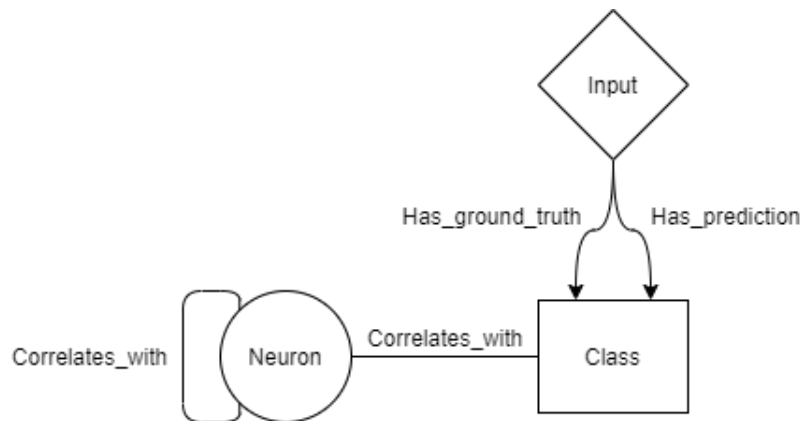 Input
Has_ground_truth
Has_prediction
Correlates_with
Neuron
Correlates_with
Class